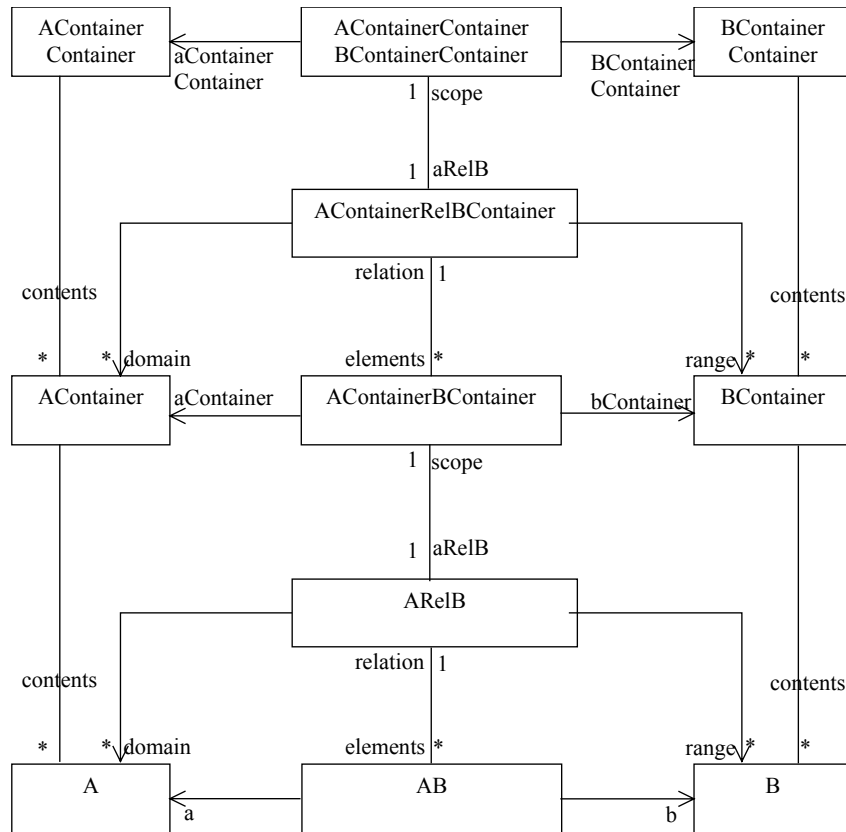 AContainer
Container
AContainerContainer
BContainerContainer
BContainer
Container
aContainer
Container
BContainer
Container
1 scope
1 aRelB
AContainerRelBContainer
relation 1
contents
contents
* * domain
elements *
range * *
AContainer
aContainer
AContainerBContainer
bContainer
BContainer
1 scope
1 aRelB
ARelB
relation 1
contents
contents
* * domain
elements *
range * *
A
AB
B
a
b